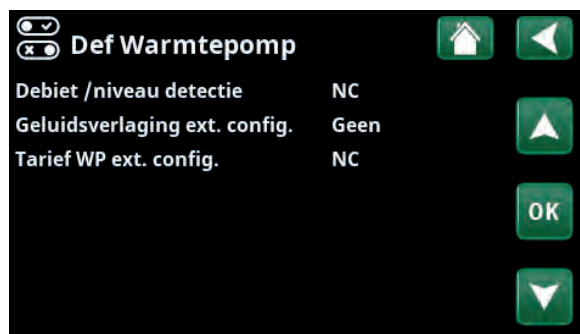 Def Warmtepomp
Debiet /niveau detectie NC
Geluidsverlaging ext. config. Geen
Tarief WP ext. config. NC
OK